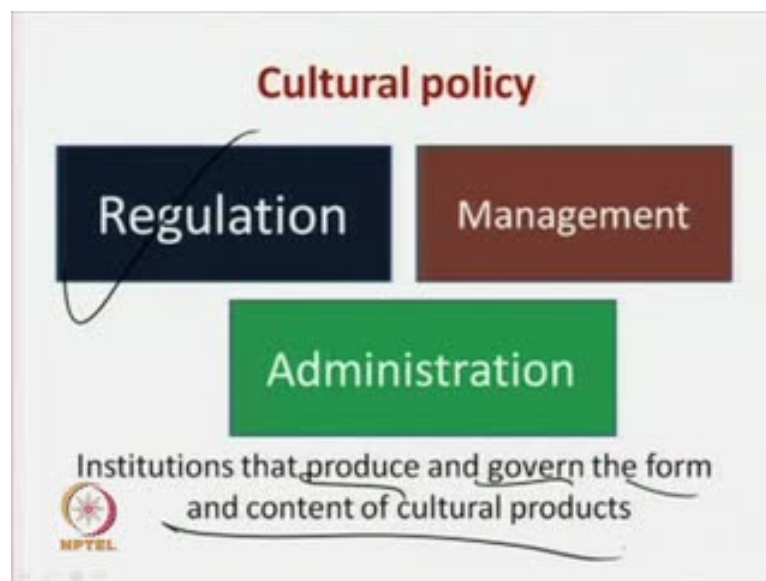 Cultural policy
Regulation
Management
Administration
Institutions that produce and govern the form
and content of cultural products
NPTEL